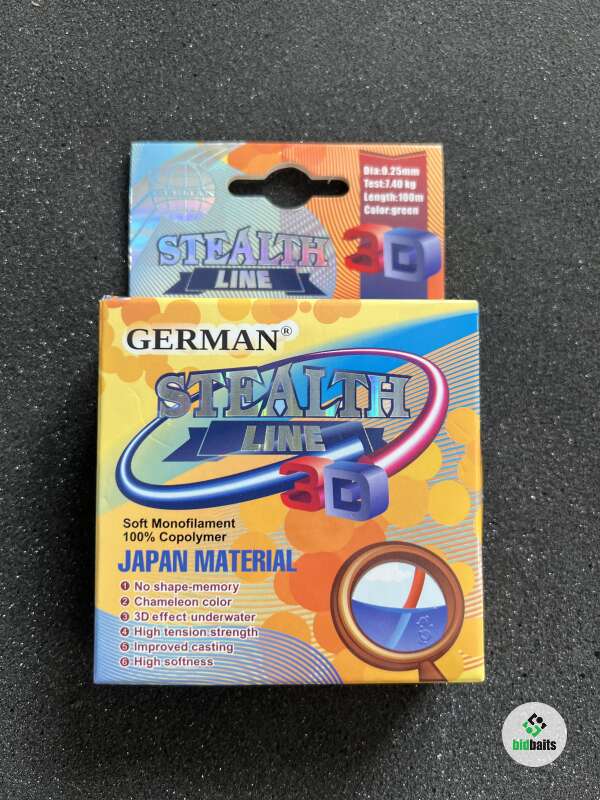 GERMAN
Dia:0.25mm
Test:7.40 kg
Length:100m
Color:green
STEALTH
LINE
3D
GERMAN®
STEALTH
LINE
3D
Soft Monofilament
100% Copolymer
JAPAN MATERIAL
1 No shape-memory
2 Chameleon color
3 3D effect underwater
4 High tension strength
5 Improved casting
6 High softness
bidbaits